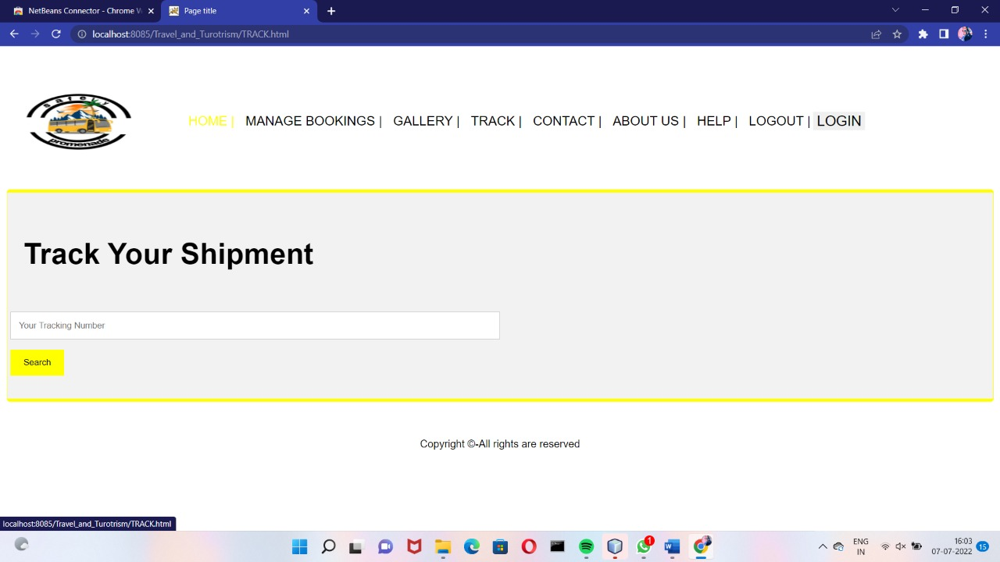 NetBeans Connector - Chrome W
Page title
localhost:8085/Travel_and_Turotrism/TRACK.html
safety
promenade
HOME | MANAGE BOOKINGS | GALLERY | TRACK | CONTACT | ABOUT US | HELP | LOGOUT | LOGIN
Track Your Shipment
Your Tracking Number
Search
Copyright ©-All rights are reserved
localhost:8085/Travel_and_Turotrism/TRACK.html
1
ENG
IN
16:03
07-07-2022
15